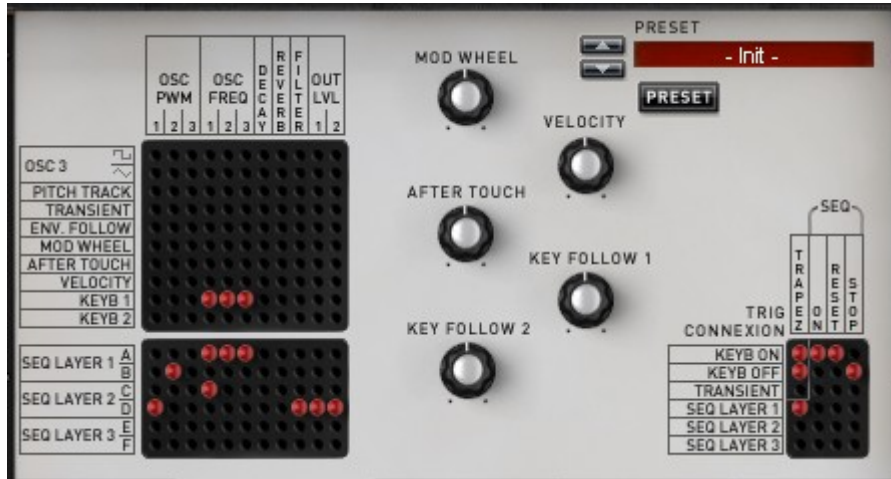 PRESET
- Init -
PRESET
MOD WHEEL
VELOCITY
AFTER TOUCH
KEY FOLLOW 1
KEY FOLLOW 2
OSC PWM
1 2 3
OSC FREQ
1 2 3
DECAY
REVERB
FILTER
OUT LVL
1 2
OSC 3
PITCH TRACK
TRANSIENT
ENV. FOLLOW
MOD WHEEL
AFTER TOUCH
VELOCITY
KEYB 1
KEYB 2
SEQ LAYER 1 A
B
SEQ LAYER 2 C
D
SEQ LAYER 3 E
F
SEQ
TRAPEZ
ON
RESET
STOP
TRIG
CONNEXION
KEYB ON
KEYB OFF
TRANSIENT
SEQ LAYER 1
SEQ LAYER 2
SEQ LAYER 3